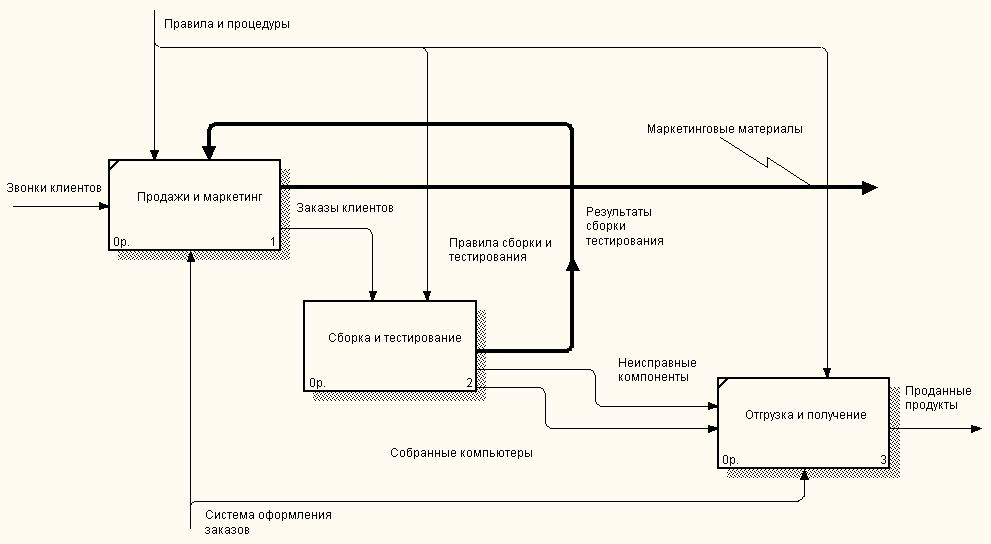 Правила и процедуры
Маркетинговые материалы
Звонки клиентов
Продажи и маркетинг
0р.
1
Заказы клиентов
Результаты
сборки
тестирования
Правила сборки и
тестирования
Сборка и тестирование
0р.
2
Неисправные
компоненты
Проданные
продукты
Отгрузка и получение
0р.
3
Собранные компьютеры
Система оформления
заказов